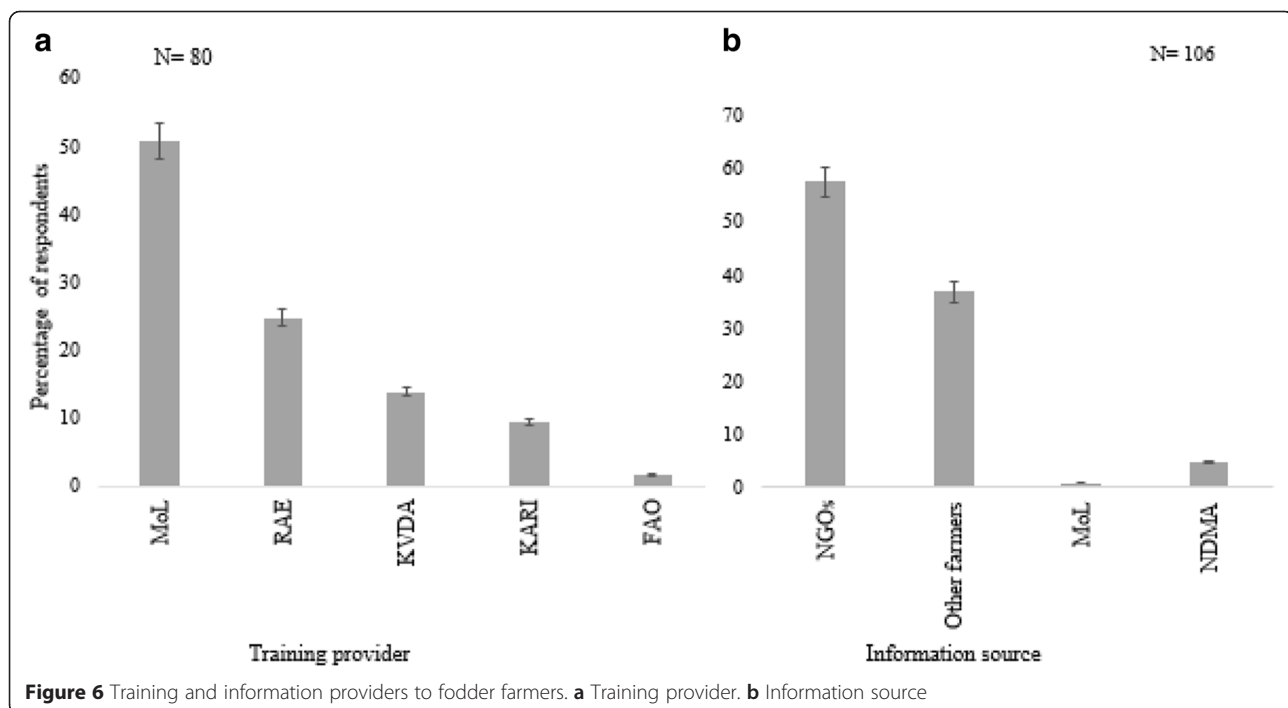 a
N= 80
60
50
40
30
20
10
0
Percentage of respondents
MoL
RAE
KVDA
KARI
FAO
Training provider
b
N= 106
70
60
50
40
30
20
10
0
NGOs
Other farmers
MoL
NDMA
Information source
Figure 6 Training and information providers to fodder farmers. a Training provider. b Information source